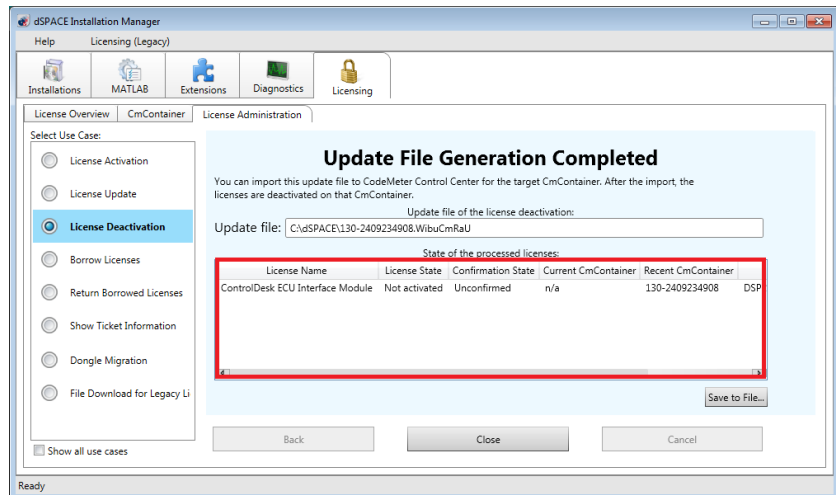 dSPACE Installation Manager
Help Licensing (Legacy)
Installations MATLAB Extensions Diagnostics Licensing
License Overview CmContainer License Administration
Select Use Case:
License Activation
License Update
License Deactivation
Borrow Licenses
Return Borrowed Licenses
Show Ticket Information
Dongle Migration
File Download for Legacy Li
Show all use cases
Update File Generation Completed
You can import this update file to CodeMeter Control Center for the target CmContainer. After the import, the
licenses are deactivated on that CmContainer.
Update file of the license deactivation:
Update file: C:\dSPACE\130-2409234908.WibuCmRaU
State of the processed licenses:
License Name License State Confirmation State Current CmContainer Recent CmContainer
ControlDesk ECU Interface Module Not activated Unconfirmed n/a 130-2409234908 DSP
Save to File...
Back Close Cancel
Ready